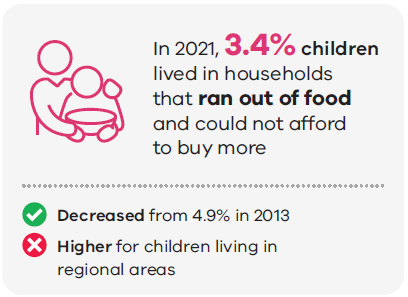 In 2021, 3.4% children
lived in households
that ran out of food
and could not afford
to buy more
Decreased from 4.9% in 2013
Higher for children living in
regional areas